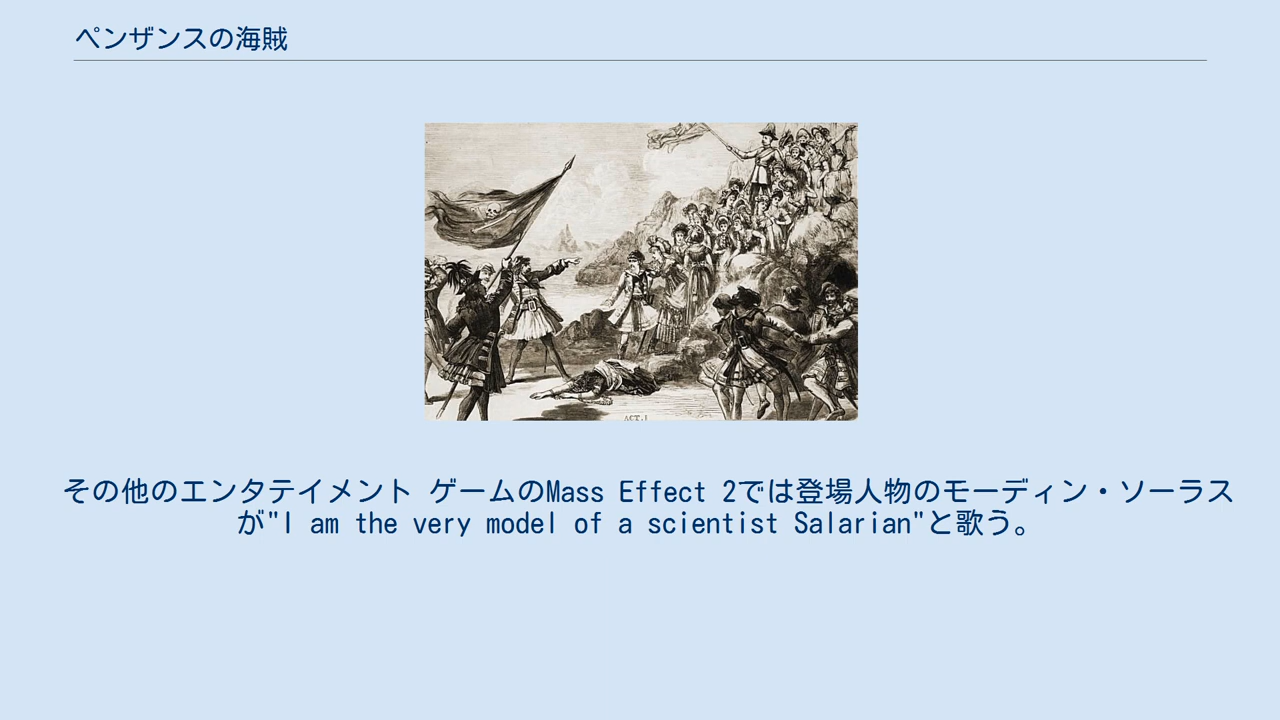 ペンザンスの海賊
その他のエンタテイメント ゲームのMass Effect 2では登場人物のモーディン・ソーラス
が"I am the very model of a scientist Salarian"と歌う。